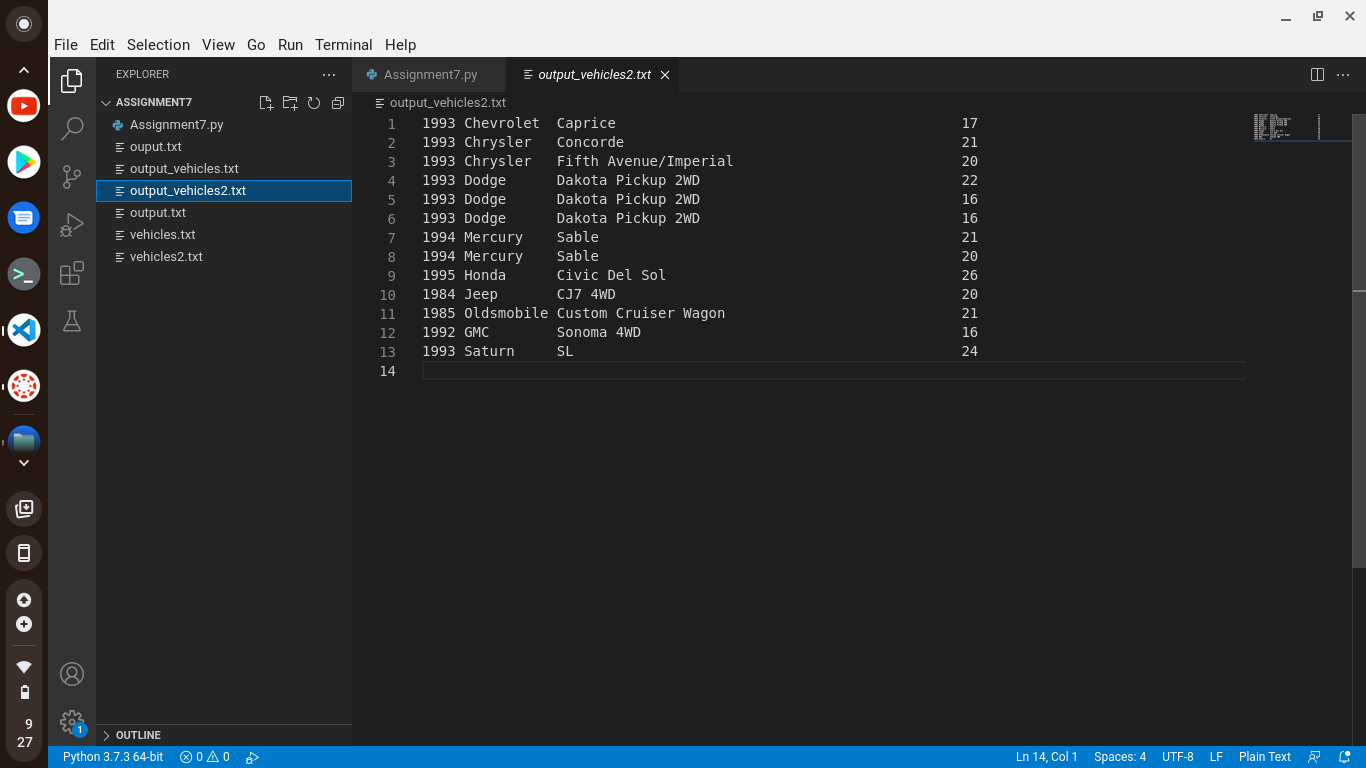 File Edit Selection View Go Run Terminal Help
EXPLORER
ASSIGNMENT7
Assignment7.py
ouput.txt
output_vehicles.txt
output_vehicles2.txt
output.txt
vehicles.txt
vehicles2.txt
OUTLINE
Assignment7.py output_vehicles2.txt
output_vehicles2.txt
1 1993 Chevrolet Caprice 17
2 1993 Chrysler Concorde 21
3 1993 Chrysler Fifth Avenue/Imperial 20
4 1993 Dodge Dakota Pickup 2WD 22
5 1993 Dodge Dakota Pickup 2WD 16
6 1993 Dodge Dakota Pickup 2WD 16
7 1994 Mercury Sable 21
8 1994 Mercury Sable 20
9 1995 Honda Civic Del Sol 26
10 1984 Jeep CJ7 4WD 20
11 1985 Oldsmobile Custom Cruiser Wagon 21
12 1992 GMC Sonoma 4WD 16
13 1993 Saturn SL 24
14
1
9
27
Python 3.7.3 64-bit 0 0 Ln 14, Col 1 Spaces: 4 UTF-8 LF Plain Text